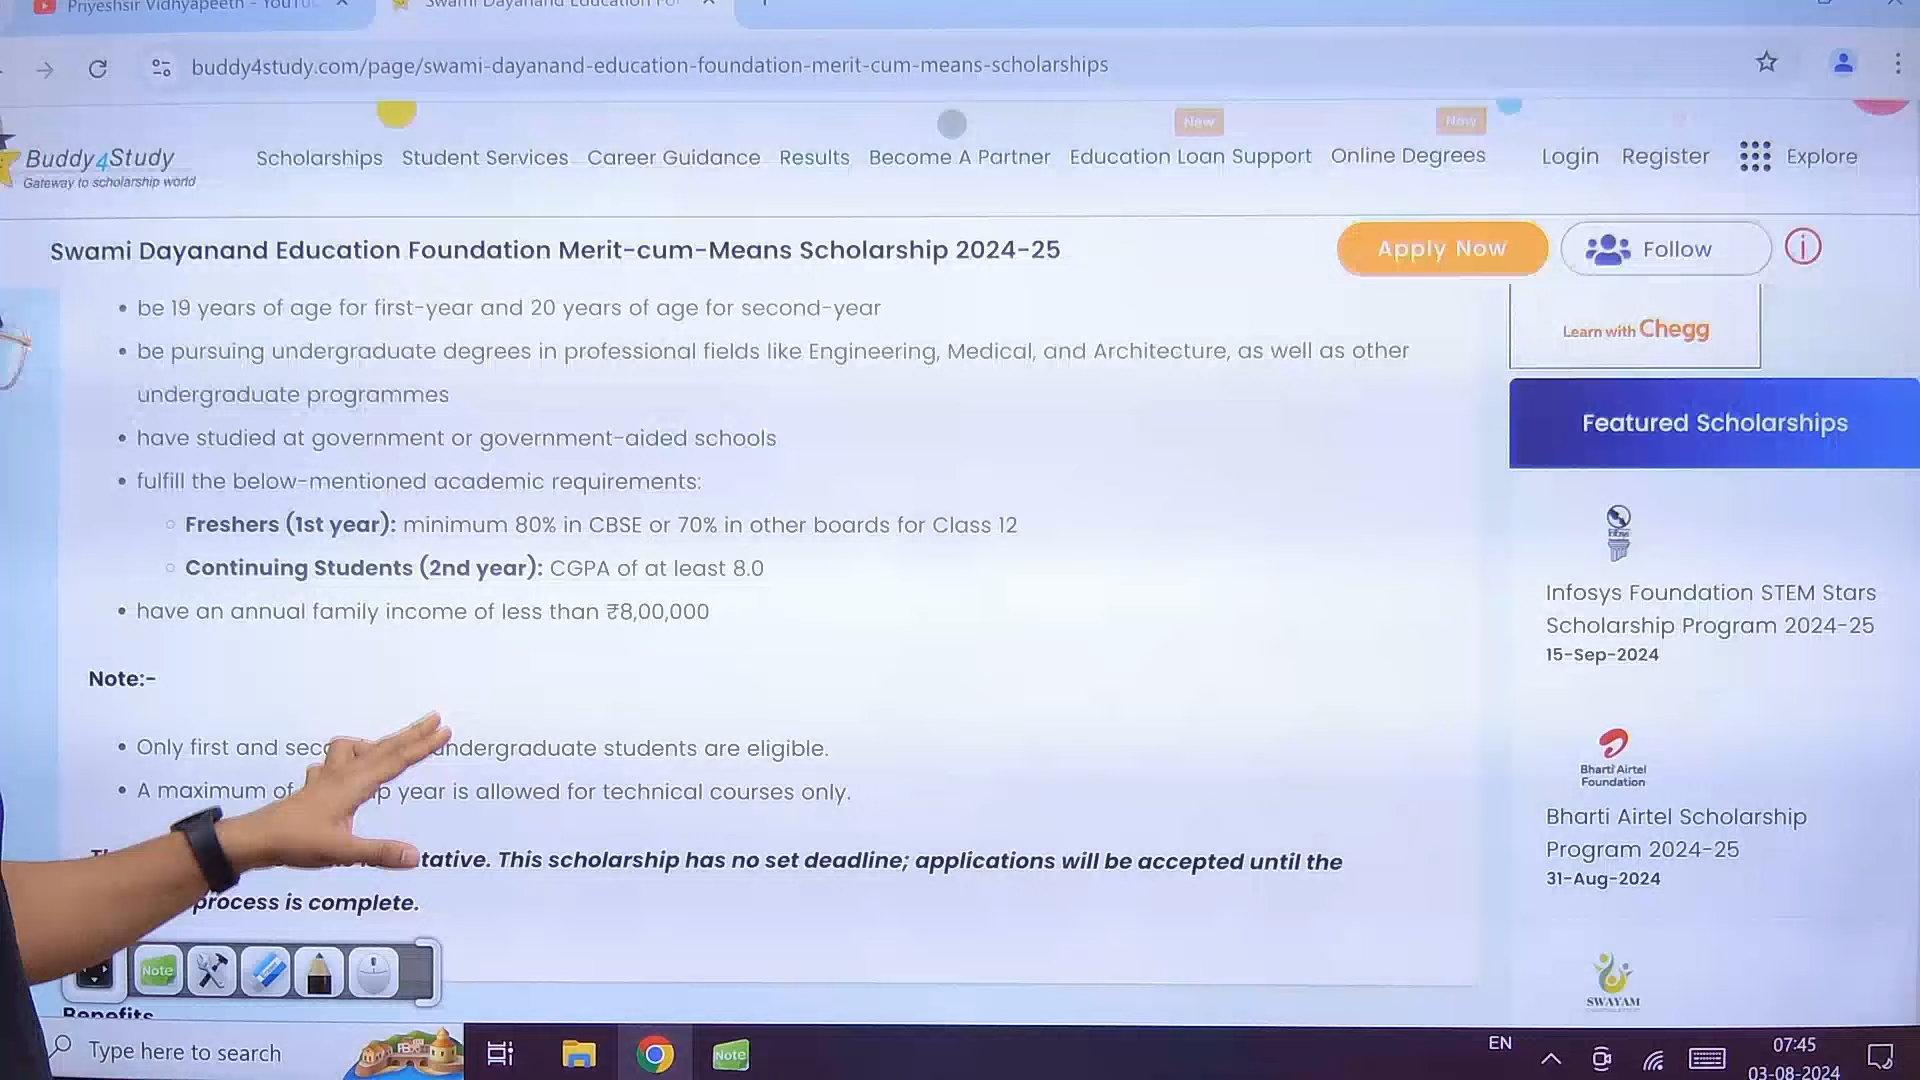 Priyeshsir Vidhyapeeth - YouTu
Swami Dayanand Education Fo
buddy4study.com/page/swami-dayanand-education-foundation-merit-cum-means-scholarships
Buddy4Study
Gateway to scholarship world
Scholarships Student Services Career Guidance Results Become A Partner Education Loan Support Online Degrees Login Register Explore
New
New
Swami Dayanand Education Foundation Merit-cum-Means Scholarship 2024-25
Apply Now
Follow
be 19 years of age for first-year and 20 years of age for second-year
be pursuing undergraduate degrees in professional fields like Engineering, Medical, and Architecture, as well as other
undergraduate programmes
have studied at government or government-aided schools
fulfill the below-mentioned academic requirements:
Freshers (1st year): minimum 80% in CBSE or 70% in other boards for Class 12
Continuing Students (2nd year): CGPA of at least 8.0
have an annual family income of less than ₹8,00,000
Note:-
Only first and sec undergraduate students are eligible.
A maximum of p year is allowed for technical courses only.
tative. This scholarship has no set deadline; applications will be accepted until the
process is complete.
Benefits
Learn with Chegg
Featured Scholarships
Infosys Foundation STEM Stars
Scholarship Program 2024-25
15-Sep-2024
Bharti Airtel
Foundation
Bharti Airtel Scholarship
Program 2024-25
31-Aug-2024
SWAYAM
Note
Type here to search
Note
EN
07:45
03-08-2024